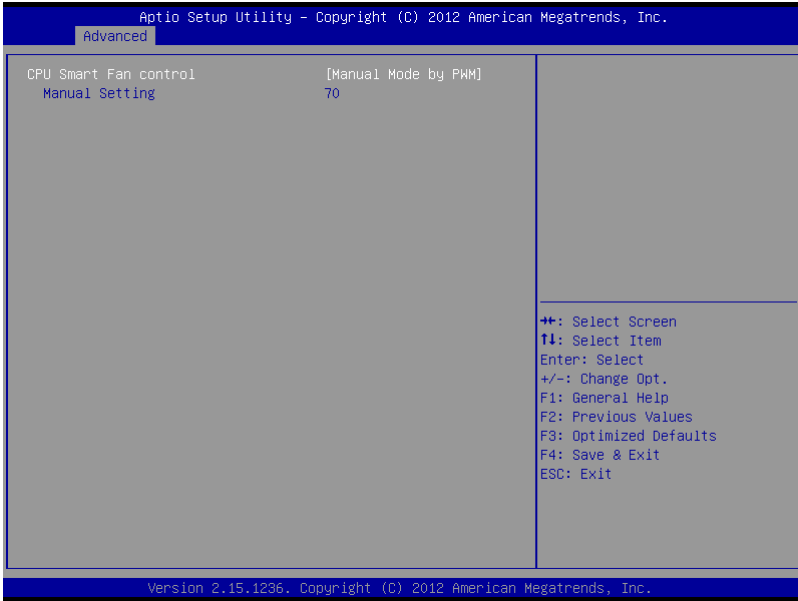 Aptio Setup Utility – Copyright (C) 2012 American Megatrends, Inc.
Advanced
CPU Smart Fan control [Manual Mode by PWM]
Manual Setting 70
→←: Select Screen
↑↓: Select Item
Enter: Select
+/-: Change Opt.
F1: General Help
F2: Previous Values
F3: Optimized Defaults
F4: Save & Exit
ESC: Exit
Version 2.15.1236. Copyright (C) 2012 American Megatrends, Inc.